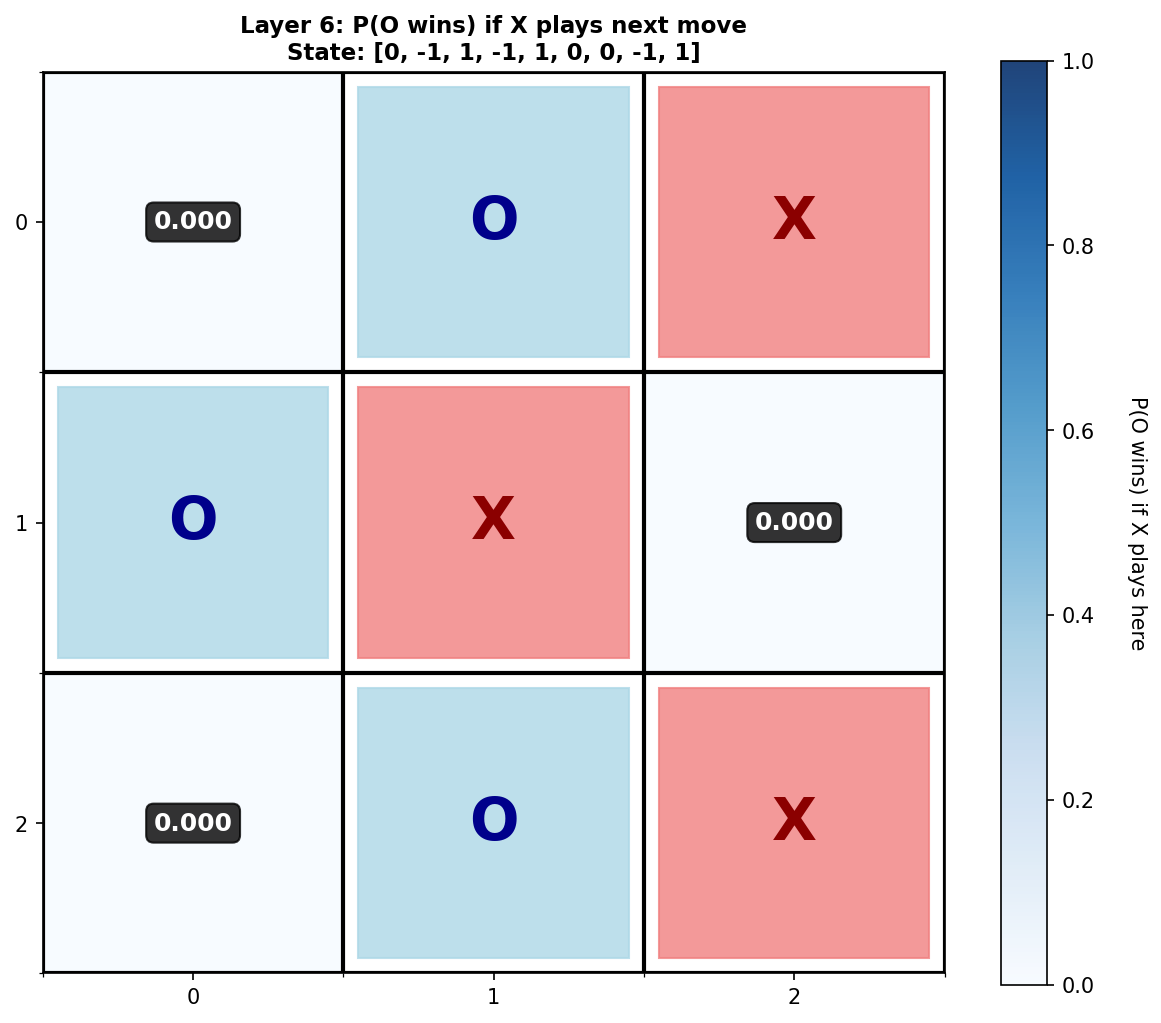 Layer 6: P(O wins) if X plays next move
State: [0, -1, 1, -1, 1, 0, 0, -1, 1]
0
0.000
O
X
1
O
X
0.000
2
0.000
O
X
0
1
2
1.0
0.8
0.6
0.4
0.2
0.0
P(O wins) if X plays here